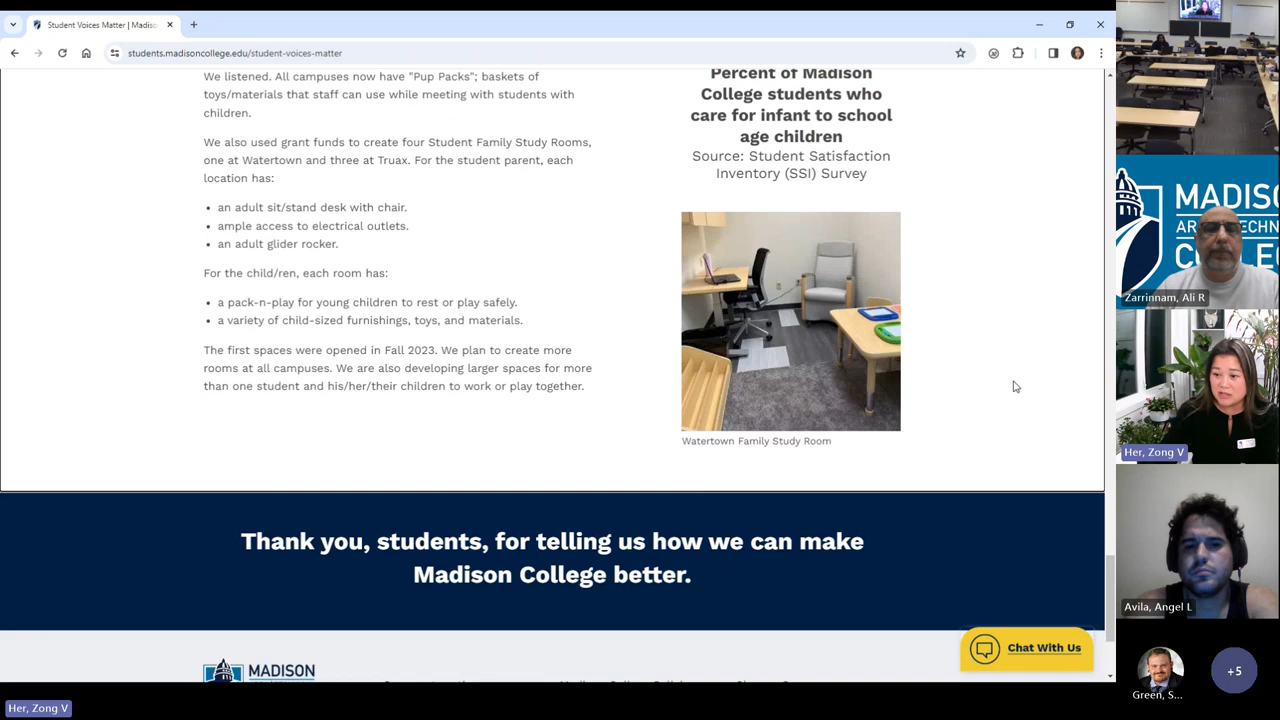 Student Voices Matter | Madiso
students.madisoncollege.edu/student-voices-matter
We listened. All campuses now have "Pup Packs"; baskets of
toys/materials that staff can use while meeting with students with
children.
We also used grant funds to create four Student Family Study Rooms,
one at Watertown and three at Truax. For the student parent, each
location has:
• an adult sit/stand desk with chair.
• ample access to electrical outlets.
• an adult glider rocker.
For the child/ren, each room has:
• a pack-n-play for young children to rest or play safely.
• a variety of child-sized furnishings, toys, and materials.
The first spaces were opened in Fall 2023. We plan to create more
rooms at all campuses. We are also developing larger spaces for more
than one student and his/her/their children to work or play together.
Percent of Madison
College students who
care for infant to school
age children
Source: Student Satisfaction
Inventory (SSI) Survey
Watertown Family Study Room
Thank you, students, for telling us how we can make
Madison College better.
Chat With Us
MADISON
MADISO
COLLEGE
Zarrinnam, Ali R
Her, Zong V
Avila, Angel L
Green, S...
+5
Her, Zong V